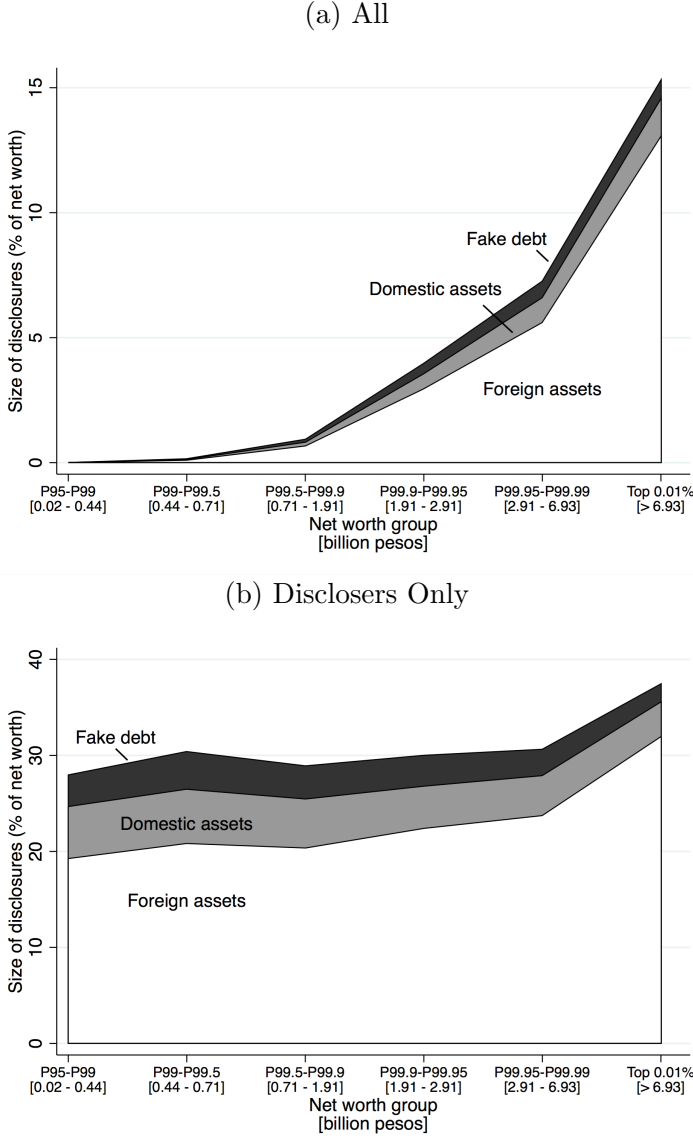 (a) All
Size of disclosures (% of net worth)
15
10
5
0
Fake debt
Domestic assets
Foreign assets
P95-P99 P99-P99.5 P99.5-P99.9 P99.9-P99.95 P99.95-P99.99 Top 0.01%
[0.02 - 0.44] [0.44 - 0.71] [0.71 - 1.91] [1.91 - 2.91] [2.91 - 6.93] [> 6.93]
Net worth group
[billion pesos]
(b) Disclosers Only
Size of disclosures (% of net worth)
40
30
20
10
0
Fake debt
Domestic assets
Foreign assets
P95-P99 P99-P99.5 P99.5-P99.9 P99.9-P99.95 P99.95-P99.99 Top 0.01%
[0.02 - 0.44] [0.44 - 0.71] [0.71 - 1.91] [1.91 - 2.91] [2.91 - 6.93] [> 6.93]
Net worth group
[billion pesos]